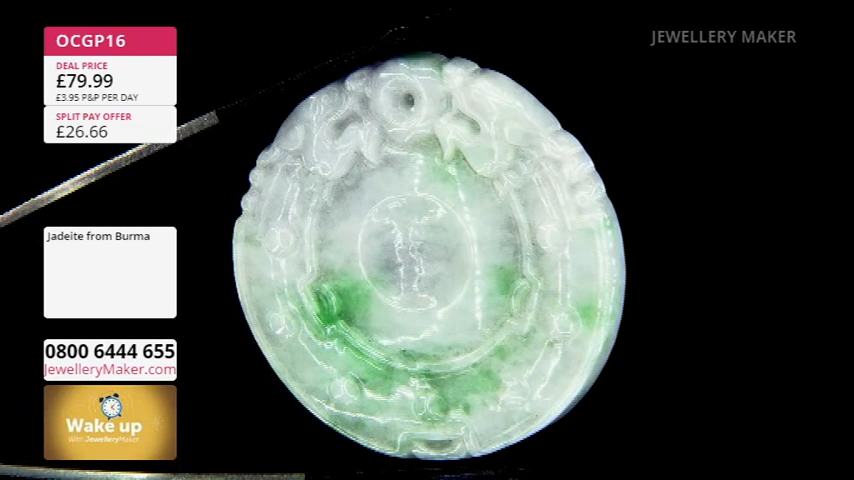 OCGP16
DEAL PRICE
£79.99
£3.95 P&P PER DAY
SPLIT PAY OFFER
£26.66
Jadeite from Burma
0800 6444 655
JewelleryMaker.com
Wake up
With JewelleryMaker
JEWELLERY MAKER